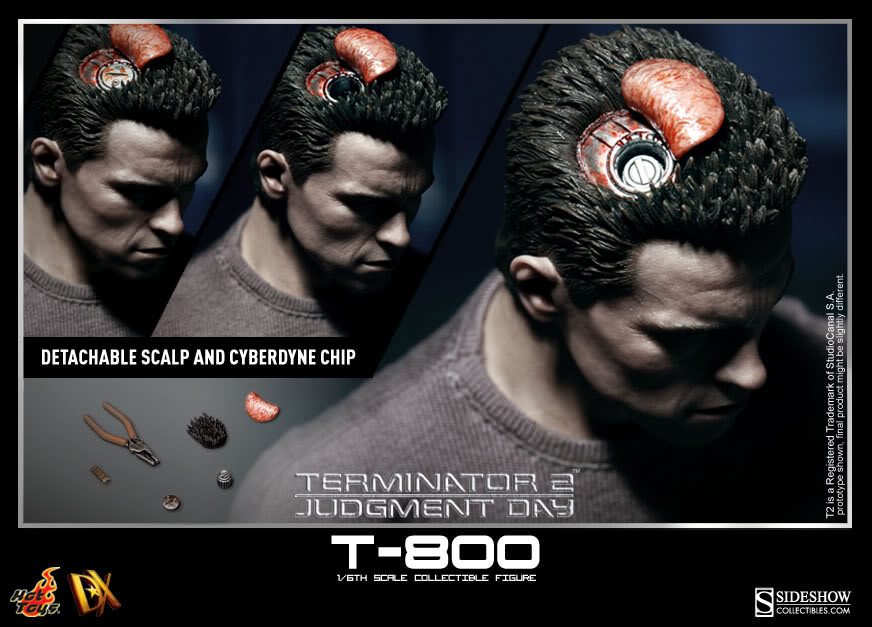 DETACHABLE SCALP AND CYBERDYNE CHIP
TERMINATOR 2™
JUDGMENT DAY
T2 is a Registered Trademark of StudioCanal S.A.
prototype shown, final product might be slightly different.
T-800
1/6TH SCALE COLLECTIBLE FIGURE
HOT TOYS
DX
S SIDESHOW
COLLECTIBLES.COM